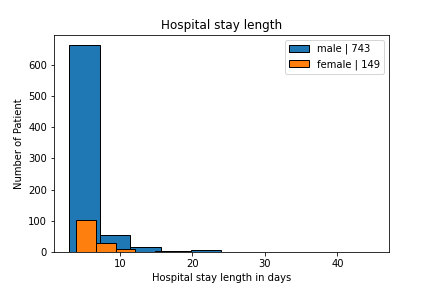 Hospital stay length
male | 743
female | 149
Number of Patient
600
500
400
300
200
100
0
10
20
30
40
Hospital stay length in days